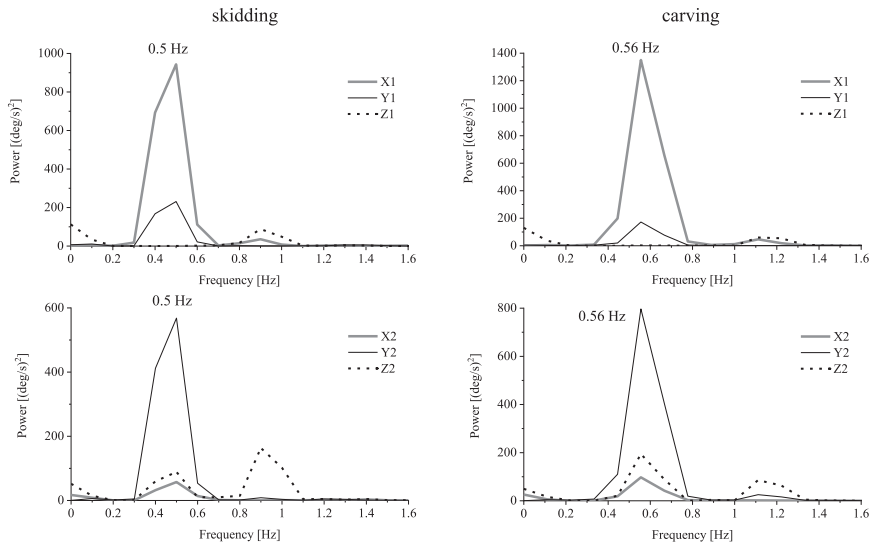 skidding
carving
0.5 Hz
0.56 Hz
1000
800
600
400
200
0
Power [(deg/s)²]
X1
Y1
Z1
0 0.2 0.4 0.6 0.8 1 1.2 1.4 1.6
Frequency [Hz]
1400
1200
1000
800
600
400
200
0
Power [(deg/s)²]
X1
Y1
Z1
0 0.2 0.4 0.6 0.8 1 1.2 1.4 1.6
Frequency [Hz]
0.5 Hz
600
400
200
0
Power [(deg/s)²]
X2
Y2
Z2
0 0.2 0.4 0.6 0.8 1 1.2 1.4 1.6
Frequency [Hz]
0.56 Hz
800
600
400
200
0
Power [(deg/s)²]
X2
Y2
Z2
0 0.2 0.4 0.6 0.8 1 1.2 1.4 1.6
Frequency [Hz]